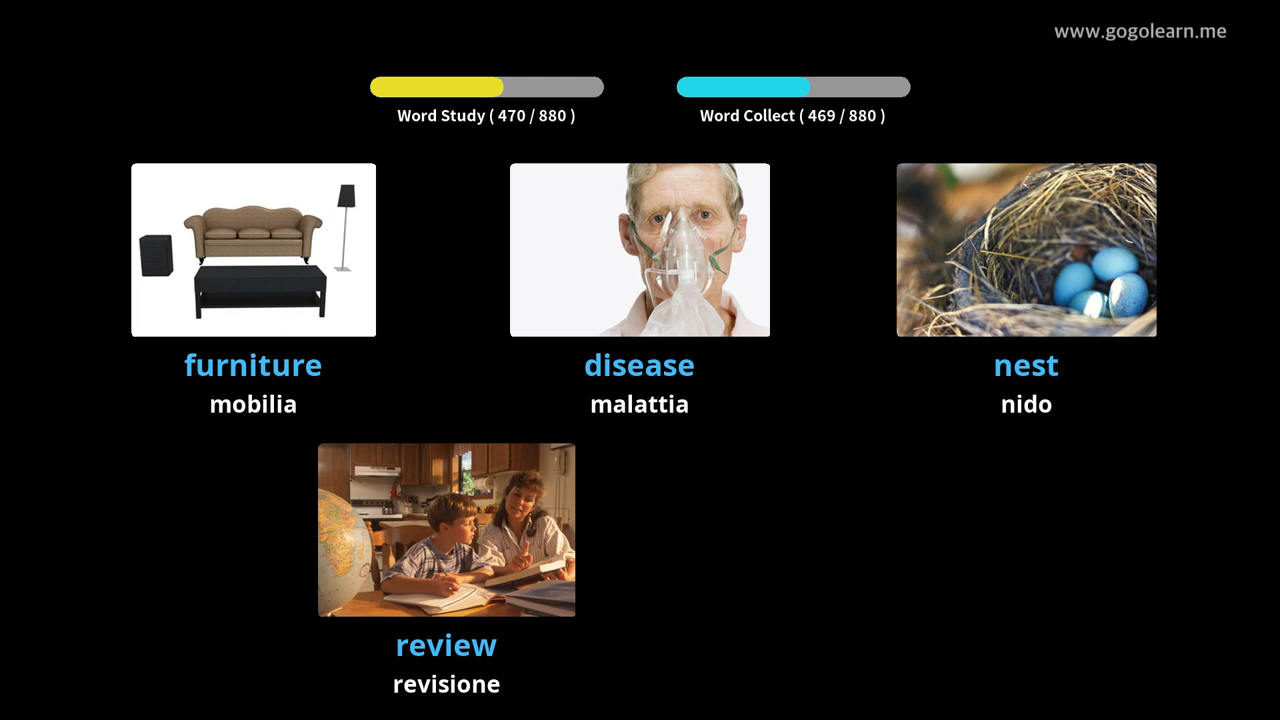 www.gogolearn.me
Word Study ( 470 / 880 )
Word Collect ( 469 / 880 )
furniture
mobilia
disease
malattia
nest
nido
review
revisione